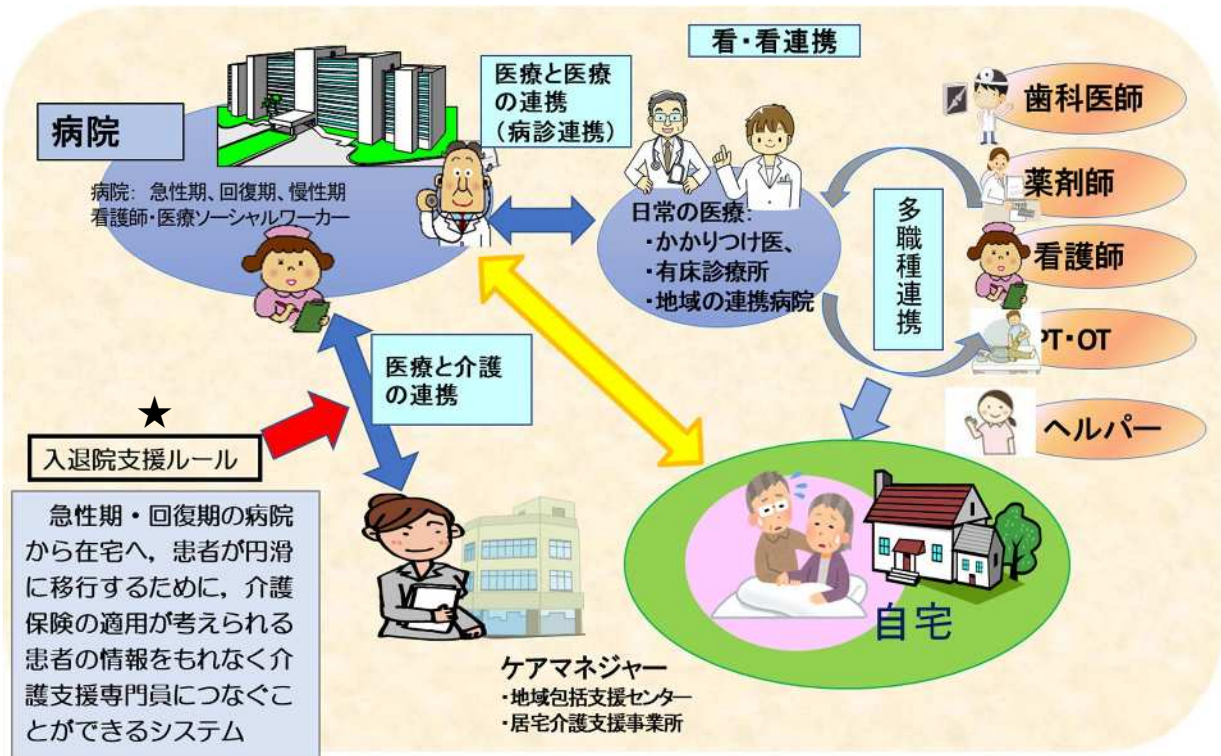 看・看連携
医療と医療
の連携
(病診連携)
病院
病院: 急性期、回復期、慢性期
看護師・医療ソーシャルワーカー
日常の医療:
・かかりつけ医、
・有床診療所
・地域の連携病院
多職種連携
歯科医師
薬剤師
看護師
PT・OT
ヘルパー
医療と介護
の連携
★
入退院支援ルール
急性期・回復期の病院
から在宅へ，患者が円滑
に移行するために，介護
保険の適用が考えられる
患者の情報をもれなく介
護支援専門員につなぐこ
とができるシステム
ケアマネジャー
・地域包括支援センター
・居宅介護支援事業所
自宅